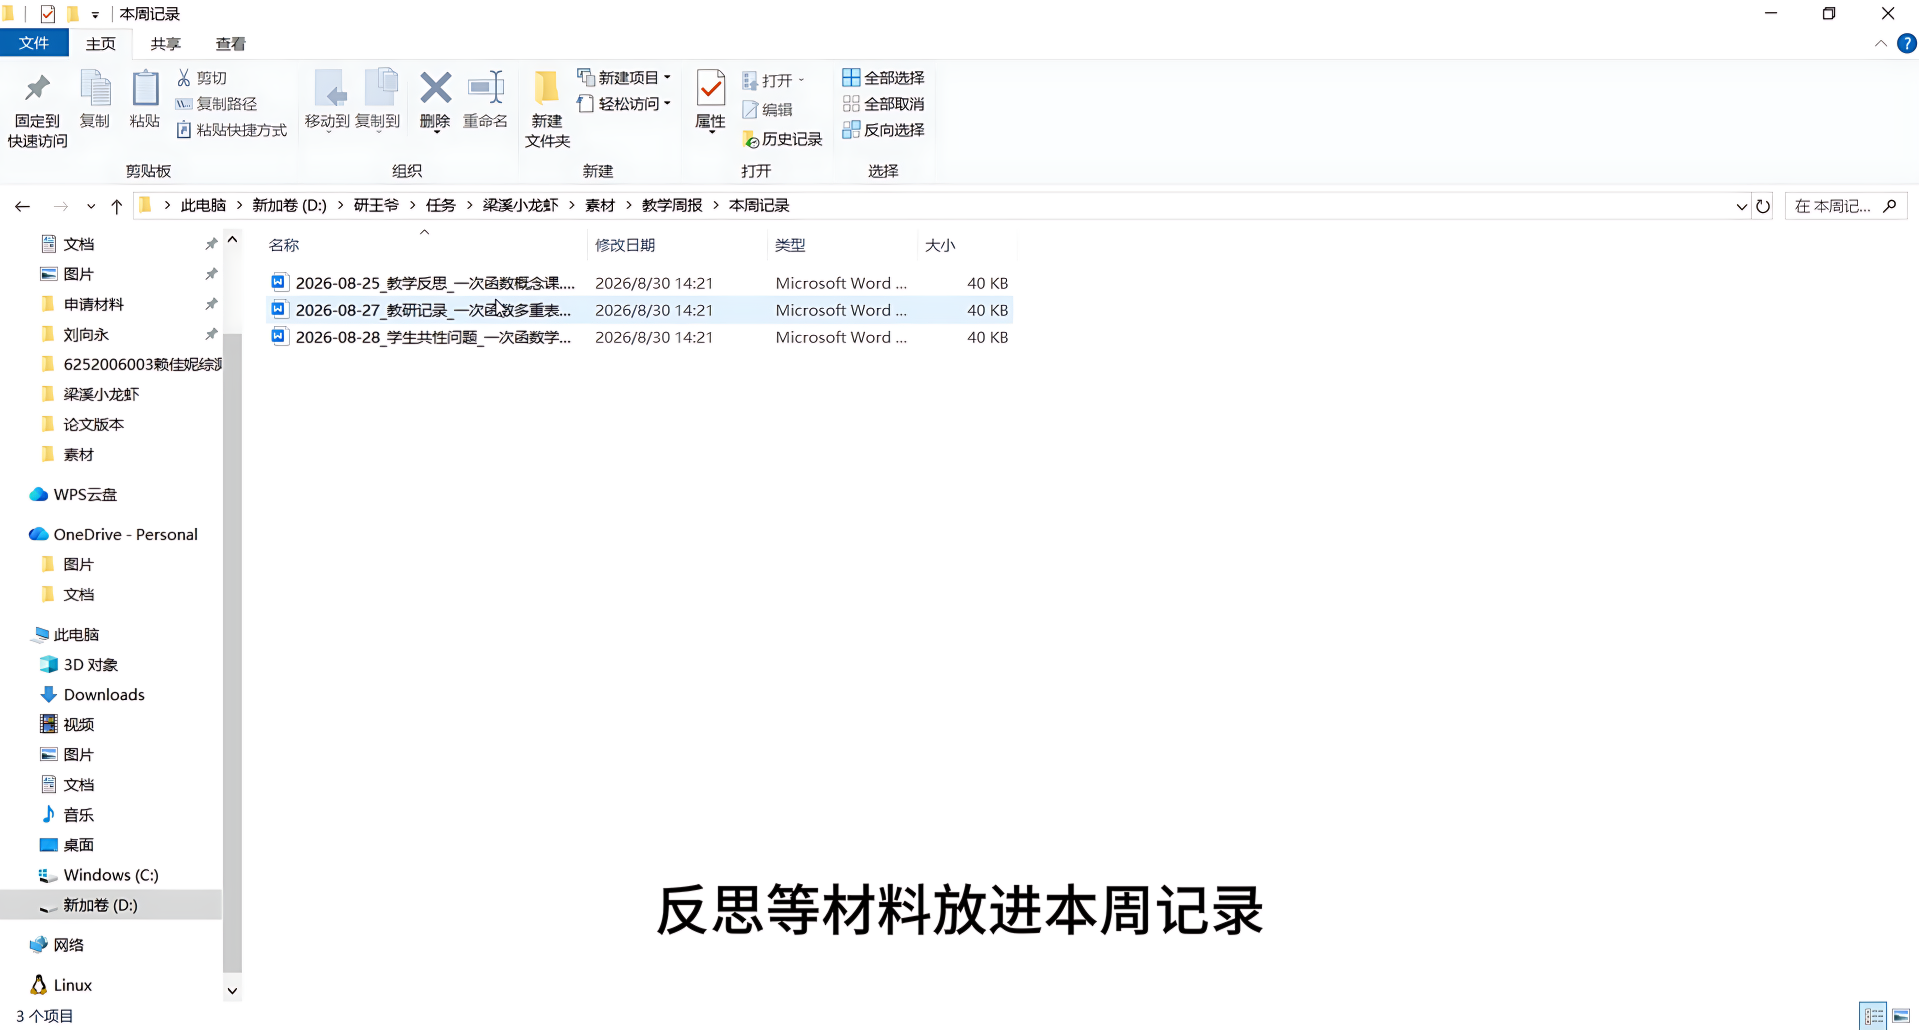 本周记录
文件 主页 共享 查看
固定到
快速访问
复制
粘贴
剪切
复制路径
粘贴快捷方式
剪贴板
移动到 复制到
删除 重命名
组织
新建
文件夹
新建项目
轻松访问
新建
属性
打开
编辑
历史记录
打开
全部选择
全部取消
反向选择
选择
此电脑 > 新加卷 (D:) > 研王爷 > 任务 > 梁溪小龙虾 > 素材 > 教学周报 > 本周记录
在 本周记...
文档
图片
申请材料
刘向永
6252006003赖佳妮综测
梁溪小龙虾
论文版本
素材
WPS云盘
OneDrive - Personal
图片
文档
此电脑
3D 对象
Downloads
视频
图片
文档
音乐
桌面
Windows (C:)
新加卷 (D:)
网络
Linux
名称 修改日期 类型 大小
2026-08-25_教学反思_一次函数概念课.... 2026/8/30 14:21 Microsoft Word ... 40 KB
2026-08-27_教研记录_一次函数多重表... 2026/8/30 14:21 Microsoft Word ... 40 KB
2026-08-28_学生共性问题_一次函数学... 2026/8/30 14:21 Microsoft Word ... 40 KB
反思等材料放进本周记录
3 个项目